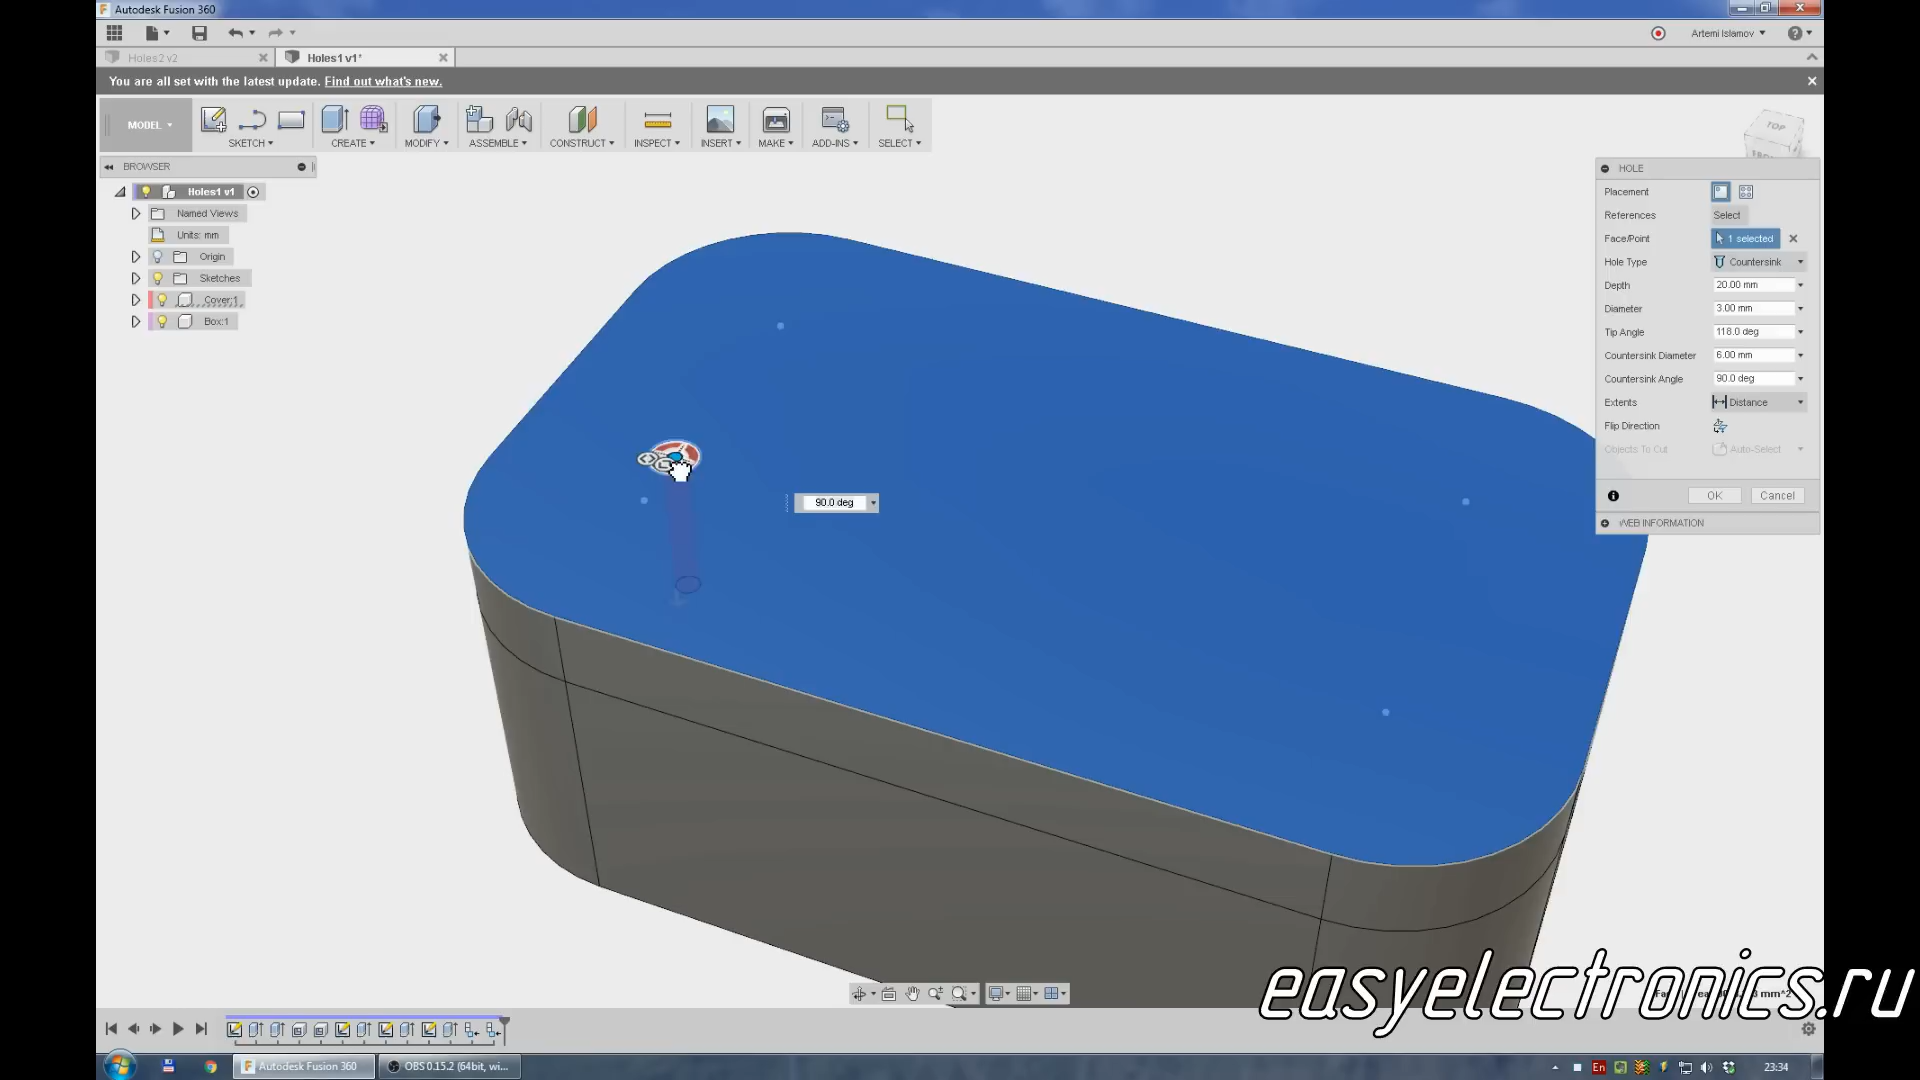 Autodesk Fusion 360
Artemi Islamov
Holes2 v2
Holes1 v1*
You are all set with the latest update. Find out what's new.
MODEL
SKETCH
CREATE
MODIFY
ASSEMBLE
CONSTRUCT
INSPECT
INSERT
MAKE
ADD-INS
SELECT
TOP
BROWSER
Holes1 v1
Named Views
Units: mm
Origin
Sketches
Cover:1
Box:1
HOLE
Placement
References Select
Face/Point 1 selected
Hole Type Countersink
Depth 20.00 mm
Diameter 3.00 mm
Tip Angle 118.0 deg
Countersink Diameter 6.00 mm
Countersink Angle 90.0 deg
Extents Distance
Flip Direction
Objects To Cut Auto-Select
OK Cancel
WEB INFORMATION
90.0 deg
easyelectronics.ru
Autodesk Fusion 360
OBS 0.15.2 (64bit, wi...
En
23:34